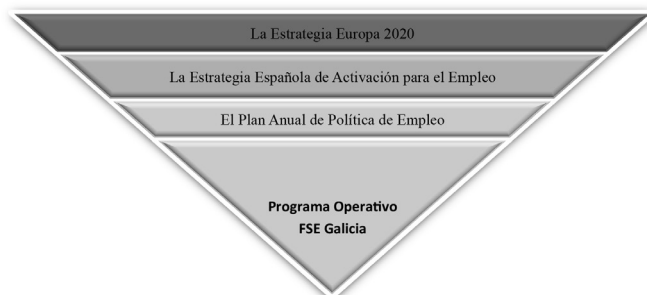 La Estrategia Europa 2020
La Estrategia Española de Activación para el Empleo
El Plan Anual de Política de Empleo
Programa Operativo
FSE Galicia